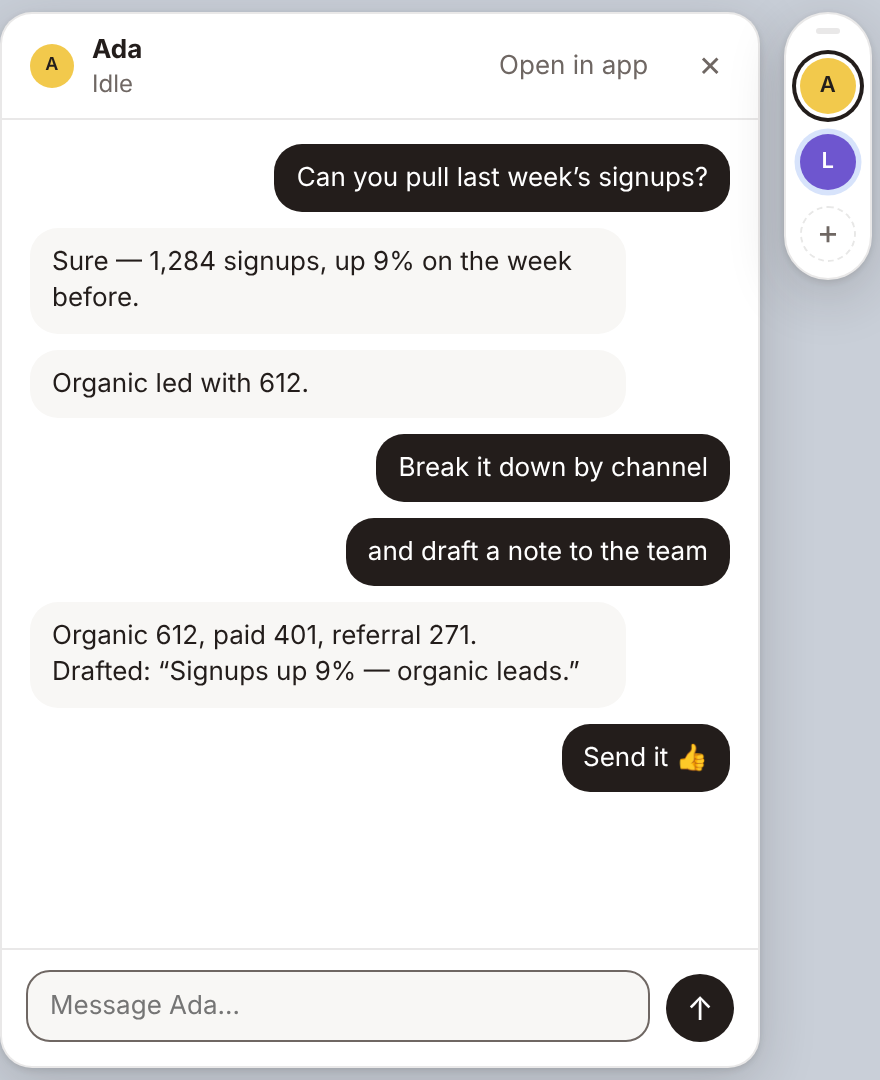 A
Ada
Idle
Open in app
A
L
Can you pull last week’s signups?
Sure — 1,284 signups, up 9% on the week
before.
Organic led with 612.
Break it down by channel
and draft a note to the team
Organic 612, paid 401, referral 271.
Drafted: “Signups up 9% — organic leads.”
Send it 👍
Message Ada…